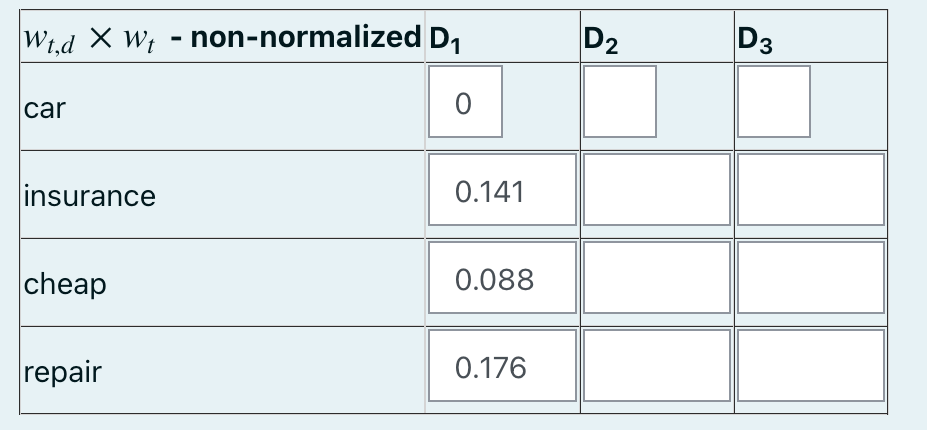 w_{t,d} × w_t - non-normalized D₁ D₂ D₃
car 0
insurance 0.141
cheap 0.088
repair 0.176